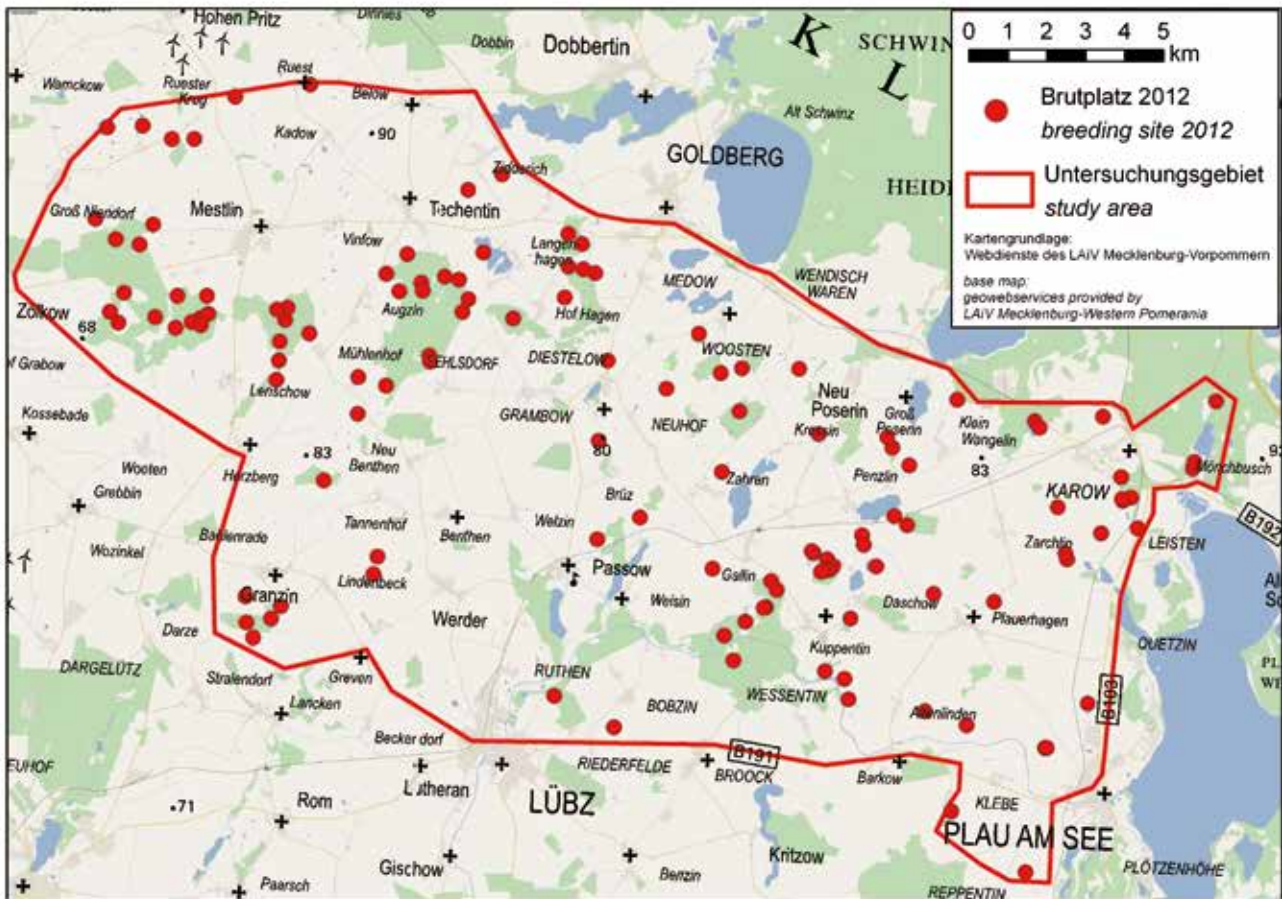 Hohen Pritz
Dinnies
Dobbin
Dobbertin
K
L
SCHWIN
Wamckow
Ruester
Krug
Ruest
Below
Kadow
90
Alt Schwinz
GOLDBERG
HEIDE
Zidderich
Groß Niendorf
Mestlin
Techentin
Vinfow
Langen
hagen
MEDOW
WENDISCH
WAREN
Zölkow
68
Augzin
Hof Hagen
of Grabow
Mühlenhof
SEHLSDORF
DIESTELOW
WOOSTEN
Lenschow
Neu
Poserin
Kossebade
GRAMBOW
NEUHOF
Groß
Poserin
Klein
Wangelin
Kressin
80
83
Herzberg
Neu
Benthen
Woeten
Grebbin
Zahren
Penzlin
83
Mönchbusch
92
KAROW
Brüz
Tannenhof
Welzin
Benthen
B192
Wozinkel
Bahlenrade
Zarchlin
LEISTEN
Lindenbeck
Passow
Gallin
Granzin
Weisin
Daschow
Plauerhagen
Werder
Darze
Kuppentin
QUETZIN
DARGELÜTZ
Stralendorf
Greven
RUTHEN
WESSENTIN
Lancken
BOBZIN
Altenlinden
B103
Becker dorf
B191
EUHOF
RIEDERFELDE
BROOCK
Barkow
71
Rom
Lutheran
LÜBZ
KLEBE
PLAU AM SEE
Gischow
Kritzow
Paarsch
Benzin
REPPENTIN
PLÖTZENHÖHE
0 1 2 3 4 5
km
Brutplatz 2012
breeding site 2012
Untersuchungsgebiet
study area
Kartengrundlage:
Webdienste des LAiV Mecklenburg-Vorpommern
base map:
geowebservices provided by
LAiV Mecklenburg-Western Pomerania